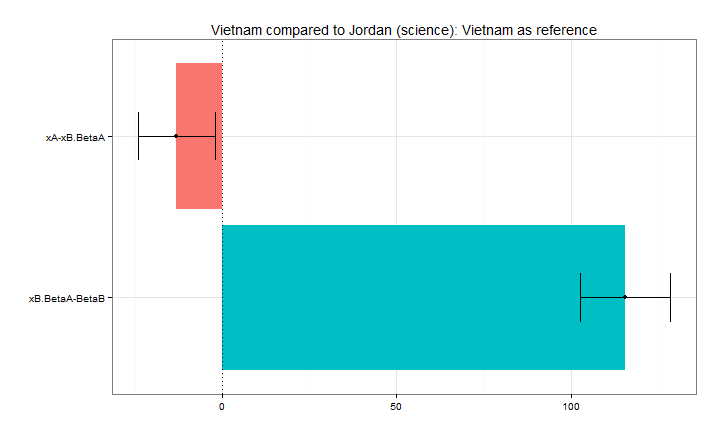 Vietnam compared to Jordan (science): Vietnam as reference
xA-xB.BetaA
xB.BetaA-BetaB
0 50 100